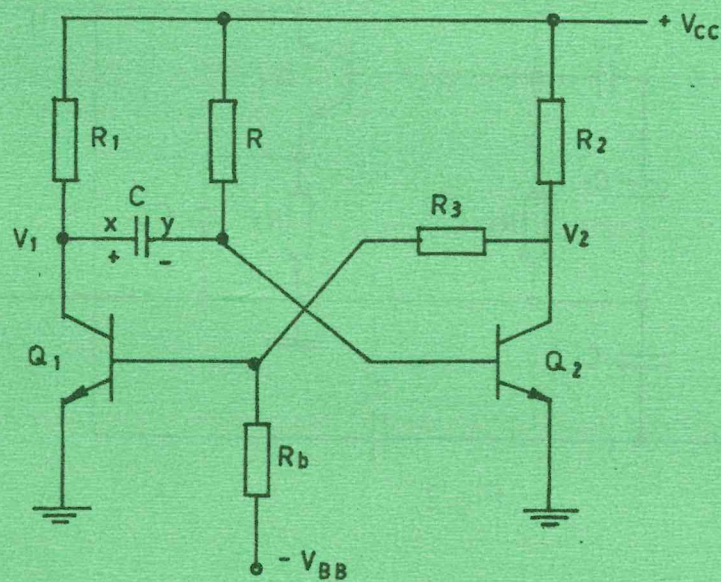 + VCC
R1
R
R2
C
R3
V1
x
y
V2
+
-
Q1
Q2
Rb
- VBB